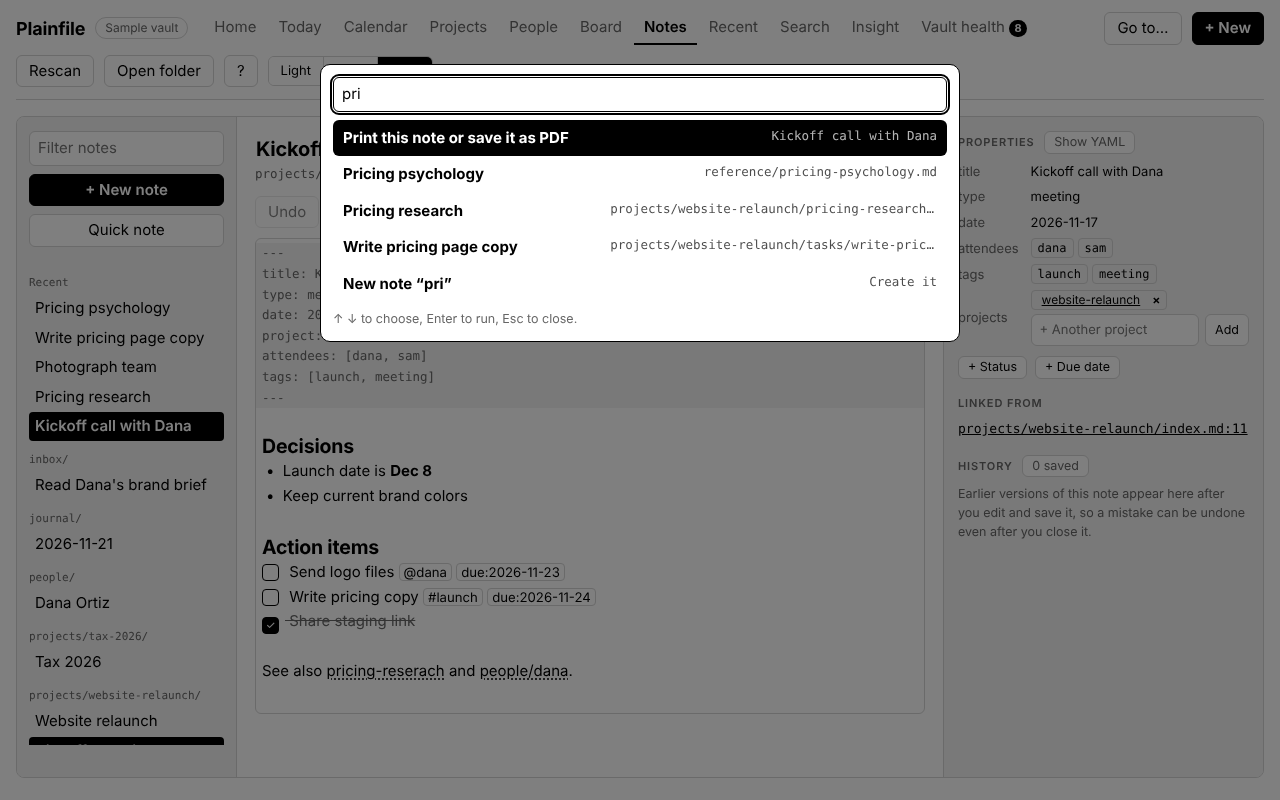 Plainfile Sample vault Home Today Calendar Projects People Board Notes Recent Search Insight Vault health 8 Go to... + New
Rescan Open folder ? Light
pri
Print this note or save it as PDF Kickoff call with Dana
Pricing psychology reference/pricing-psychology.md
Pricing research projects/website-relaunch/pricing-research…
Write pricing page copy projects/website-relaunch/tasks/write-pric…
New note “pri” Create it
↑ ↓ to choose, Enter to run, Esc to close.
Filter notes
+ New note
Quick note
Recent
Pricing psychology
Write pricing page copy
Photograph team
Pricing research
Kickoff call with Dana
inbox/
Read Dana's brand brief
journal/
2026-11-21
people/
Dana Ortiz
projects/tax-2026/
Tax 2026
projects/website-relaunch/
Website relaunch
Kickof
projects/
Undo
---
title: K
type: me
date: 20
project:
attendees: [dana, sam]
tags: [launch, meeting]
---
Decisions
• Launch date is Dec 8
• Keep current brand colors
Action items
Send logo files @dana due:2026-11-23
Write pricing copy #launch due:2026-11-24
Share staging link
See also pricing-reserach and people/dana.
PROPERTIES Show YAML
title Kickoff call with Dana
type meeting
date 2026-11-17
attendees dana sam
tags launch meeting
website-relaunch ×
projects
+ Another project Add
+ Status + Due date
LINKED FROM
projects/website-relaunch/index.md:11
HISTORY 0 saved
Earlier versions of this note appear here after
you edit and save it, so a mistake can be undone
even after you close it.